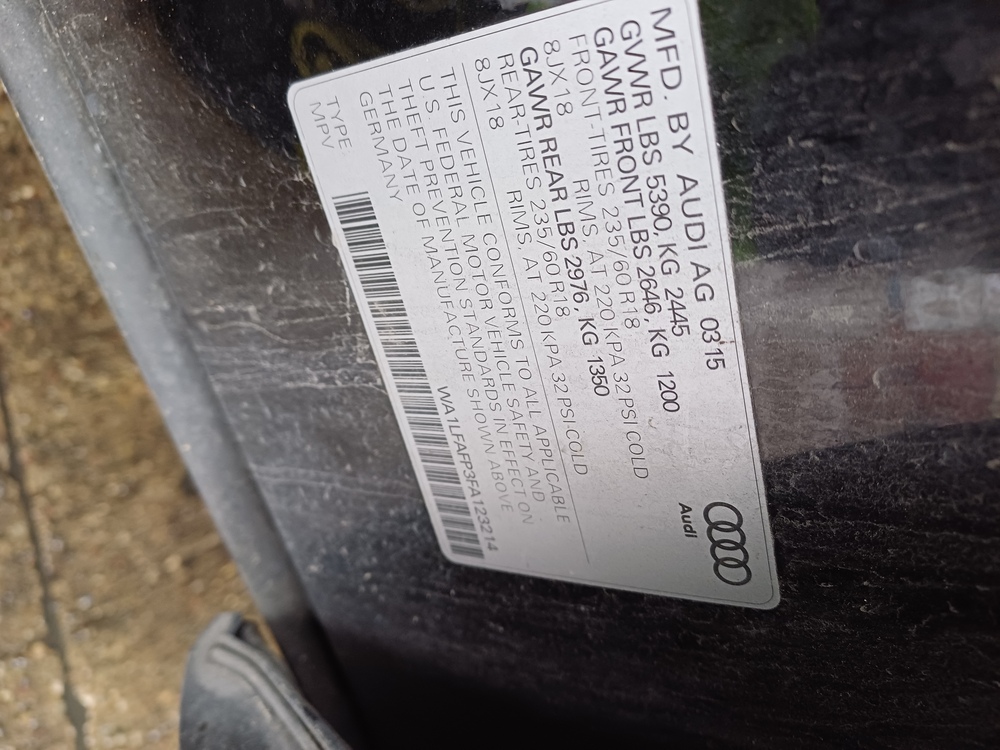 MFD. BY AUDI AG 03'15
GVWR LBS 5390, KG 2445
GAWR FRONT LBS 2646, KG 1200
FRONT-TIRES 235/60 R18
8JX18 RIMS, AT 220 KPA 32 PSI COLD
GAWR REAR LBS 2976, KG 1350
REAR-TIRES 235/60 R18
8JX18 RIMS, AT 220 KPA 32 PSI COLD
THIS VEHICLE CONFORMS TO ALL APPLICABLE
U.S. FEDERAL MOTOR VEHICLE SAFETY AND
THEFT PREVENTION STANDARDS IN EFFECT ON
THE DATE OF MANUFACTURE SHOWN ABOVE
GERMANY
WA1LFAFP3FA123214
TYPE
MPV
Audi